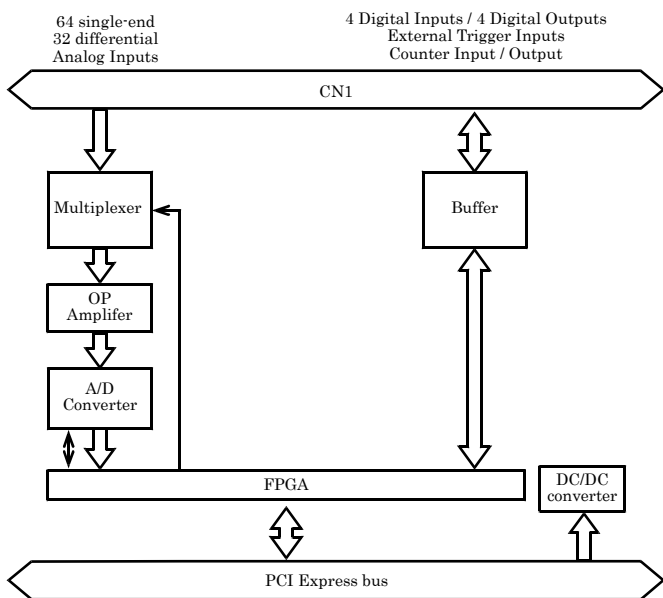 64 single-end
32 differential
Analog Inputs
4 Digital Inputs / 4 Digital Outputs
External Trigger Inputs
Counter Input / Output
CN1
Multiplexer
Buffer
OP
Amplifer
A/D
Converter
FPGA
DC/DC
converter
PCI Express bus